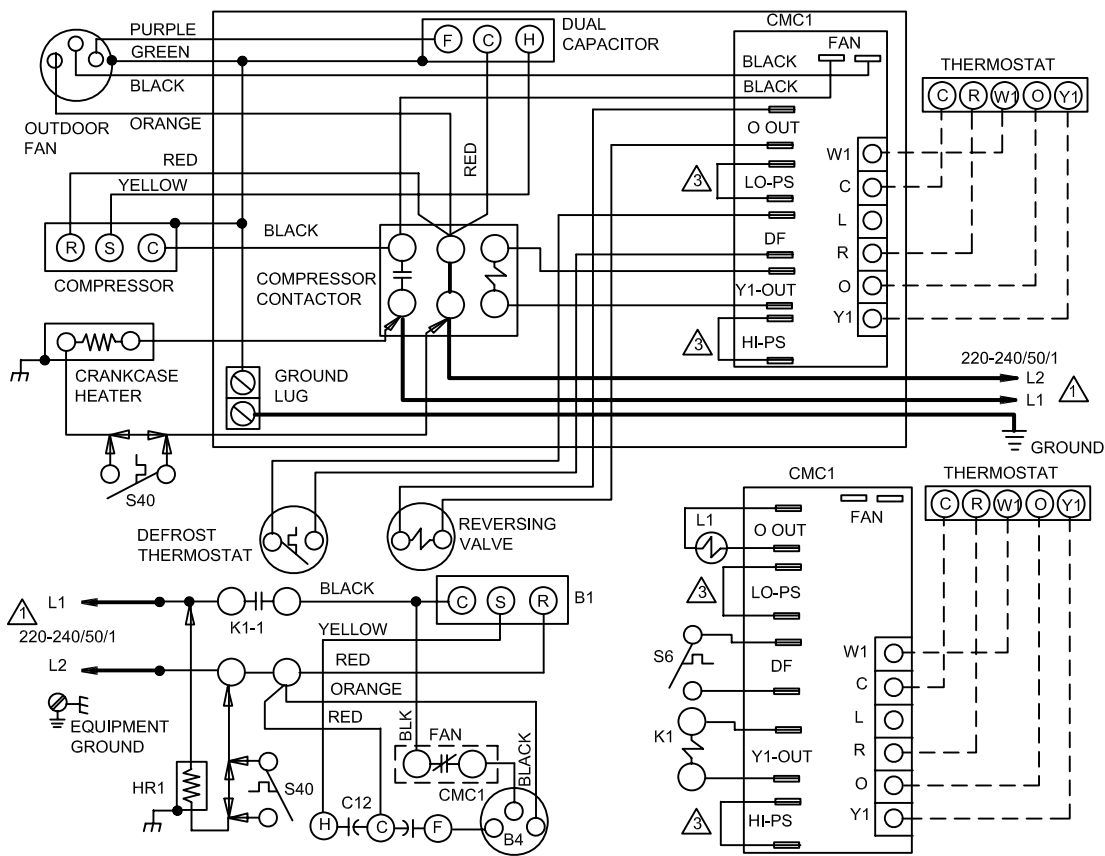 PURPLE
GREEN
BLACK
ORANGE
OUTDOOR
FAN
F C H
DUAL
CAPACITOR
CMC1
FAN
BLACK
BLACK
THERMOSTAT
C R W1 O Y1
RED
YELLOW
RED
O OUT
3
LO-PS
DF
Y1-OUT
3
HI-PS
W1
C
L
R
O
Y1
R S C
COMPRESSOR
BLACK
COMPRESSOR
CONTACTOR
CRANKCASE
HEATER
GROUND
LUG
220-240/50/1
L2
L1
1
GROUND
S40
DEFROST
THERMOSTAT
REVERSING
VALVE
CMC1
THERMOSTAT
C R W1 O Y1
FAN
L1
O OUT
3
LO-PS
S6
DF
K1
Y1-OUT
3
HI-PS
W1
C
L
R
O
Y1
1
L1
220-240/50/1
L2
K1-1
BLACK
C S R
B1
YELLOW
RED
ORANGE
RED
EQUIPMENT
GROUND
BLK
FAN
BLACK
CMC1
HR1
S40
C12
H C F
B4